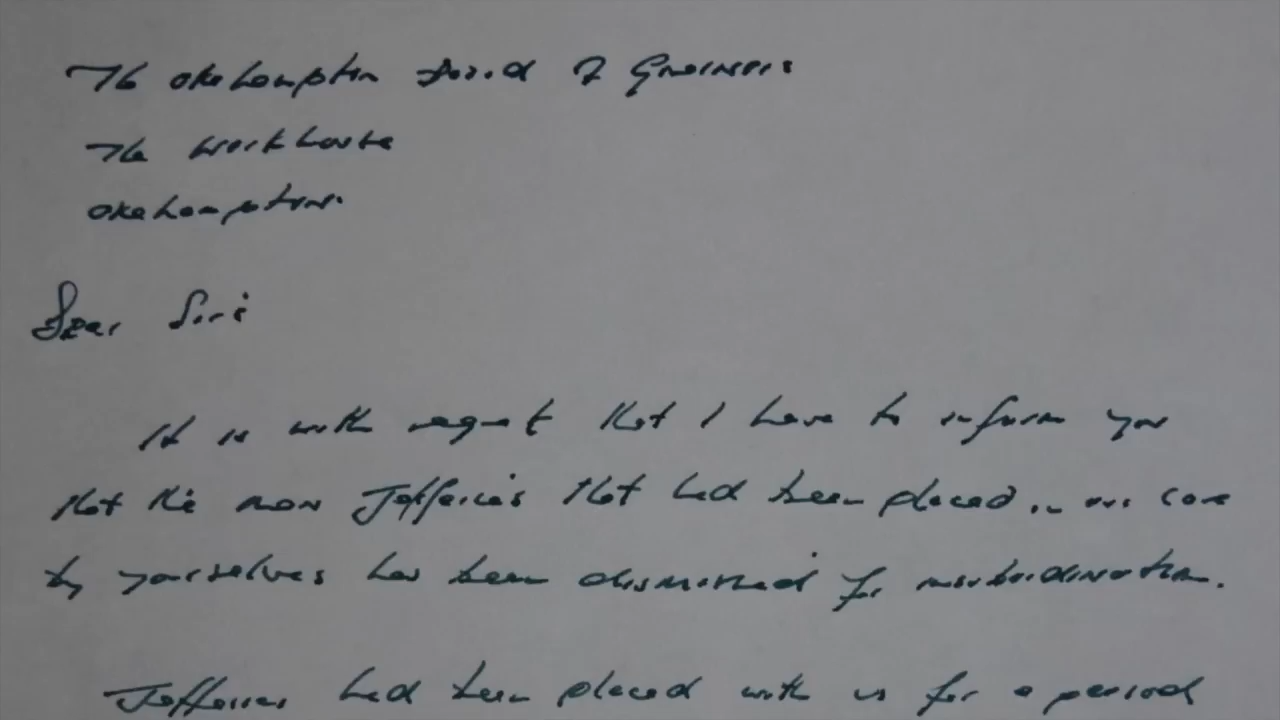 The Okehampton Board of Engineers
The Workhouse
Okehampton.
Dear Sirs
It is with regret that I have to inform you
that the man Jefferies that had been placed in our care
by yourselves has been dismissed for insubordination.
Jefferies had been placed with us for a period